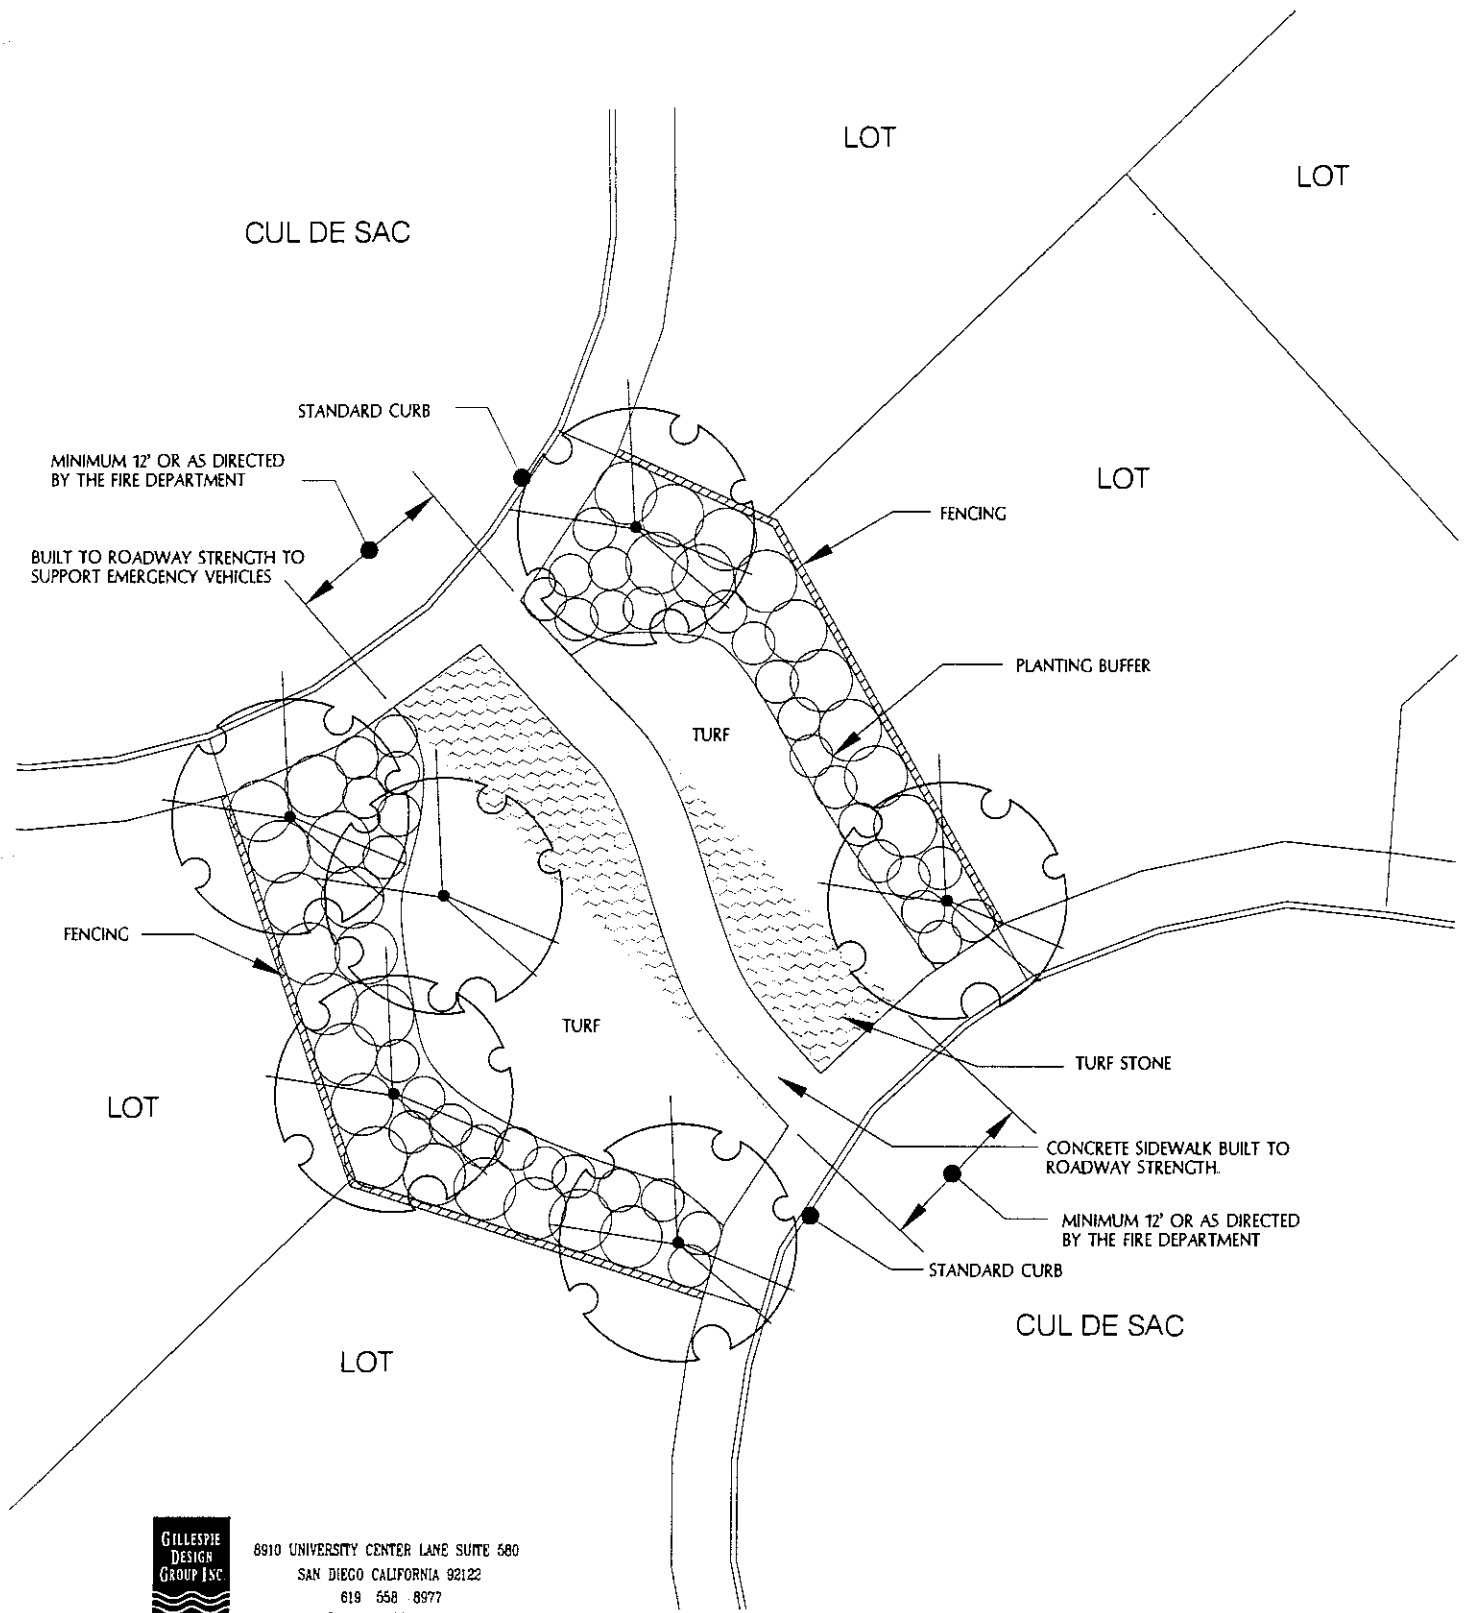 LOT
LOT
CUL DE SAC
STANDARD CURB
MINIMUM 12' OR AS DIRECTED
BY THE FIRE DEPARTMENT
LOT
FENCING
BUILT TO ROADWAY STRENGTH TO
SUPPORT EMERGENCY VEHICLES
PLANTING BUFFER
TURF
FENCING
TURF
TURF STONE
LOT
CONCRETE SIDEWALK BUILT TO
ROADWAY STRENGTH.
MINIMUM 12' OR AS DIRECTED
BY THE FIRE DEPARTMENT
STANDARD CURB
CUL DE SAC
LOT
GILLESPIE
DESIGN
GROUP INC.
8910 UNIVERSITY CENTER LANE SUITE 580
SAN DIEGO CALIFORNIA 92122
619 558 8977